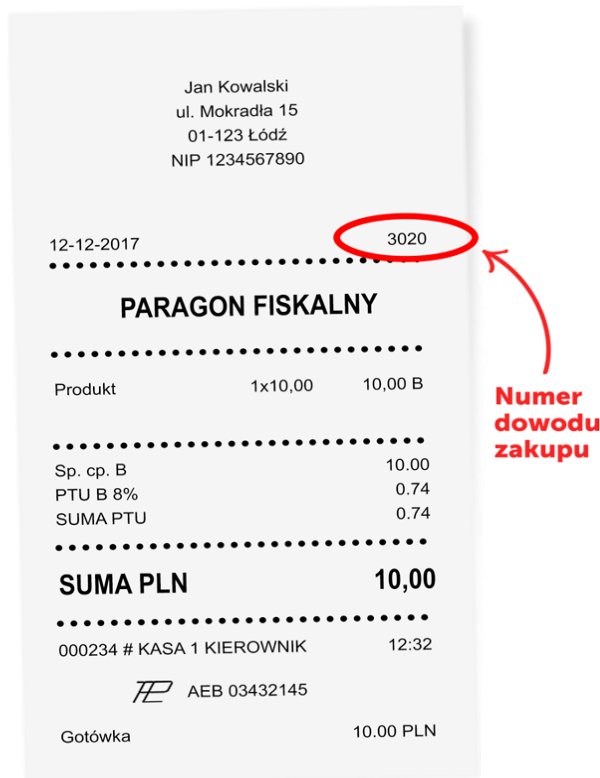 Jan Kowalski
ul. Mokradła 15
01-123 Łódź
NIP 1234567890
12-12-2017 3020
PARAGON FISKALNY
Produkt 1x10,00 10,00 B
Numer
dowodu
zakupu
Sp. cp. B 10.00
PTU B 8% 0.74
SUMA PTU 0.74
SUMA PLN 10,00
000234 # KASA 1 KIEROWNIK 12:32
AEB 03432145
Gotówka 10.00 PLN